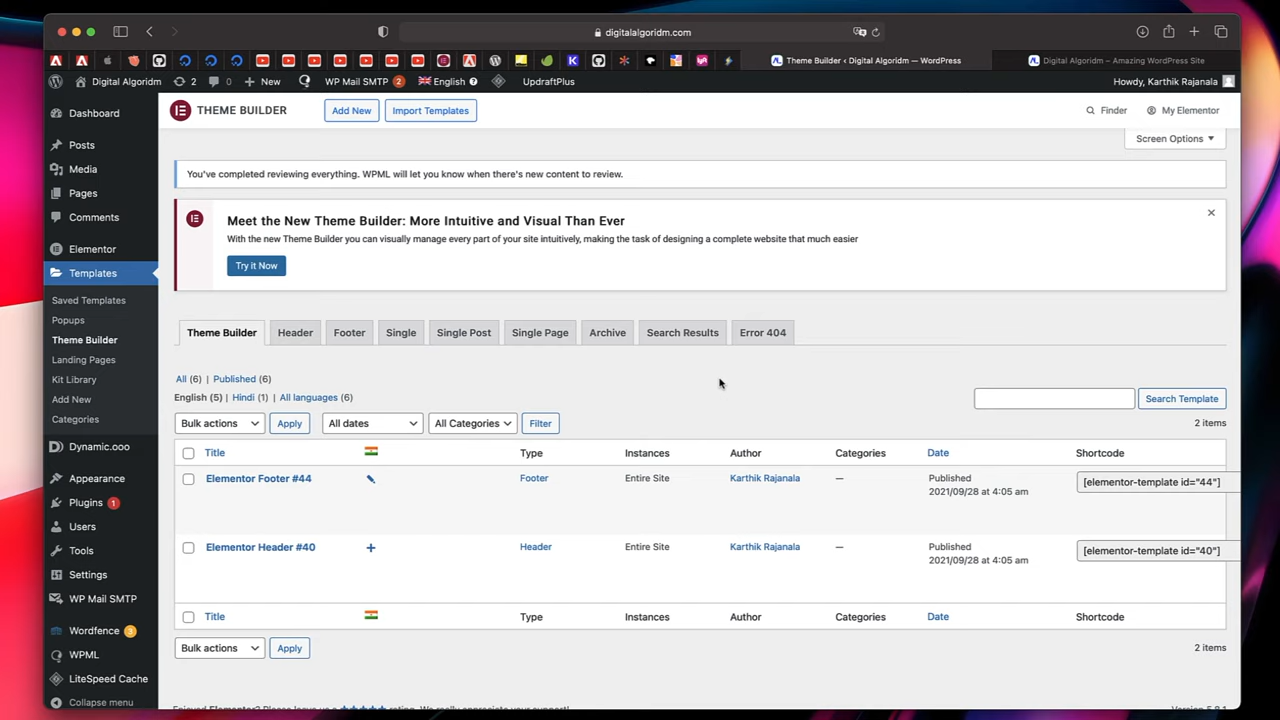 digitalalgoridm.com
Theme Builder ‹ Digital Algoridm — WordPress
Digital Algoridm – Amazing WordPress Site
Digital Algoridm
2
0
New
WP Mail SMTP 2
English
UpdraftPlus
Howdy, Karthik Rajanala
Dashboard
Posts
Media
Pages
Comments
Elementor
Templates
Saved Templates
Popups
Theme Builder
Landing Pages
Kit Library
Add New
Categories
Dynamic.ooo
Appearance
Plugins 1
Users
Tools
Settings
WP Mail SMTP
Wordfence 3
WPML
LiteSpeed Cache
Collapse menu
THEME BUILDER
Add New
Import Templates
Finder
My Elementor
Screen Options
You've completed reviewing everything. WPML will let you know when there's new content to review.
Meet the New Theme Builder: More Intuitive and Visual Than Ever
With the new Theme Builder you can visually manage every part of your site intuitively, making the task of designing a complete website that much easier
Try it Now
Theme Builder Header Footer Single Single Post Single Page Archive Search Results Error 404
All (6) | Published (6)
English (5) | Hindi (1) | All languages (6)
Search Template
Bulk actions Apply All dates All Categories Filter
2 items
Title Type Instances Author Categories Date Shortcode
Elementor Footer #44 Footer Entire Site Karthik Rajanala — Published [elementor-template id="44"]
2021/09/28 at 4:05 am
Elementor Header #40 Header Entire Site Karthik Rajanala — Published [elementor-template id="40"]
2021/09/28 at 4:05 am
Title Type Instances Author Categories Date Shortcode
Bulk actions Apply
2 items